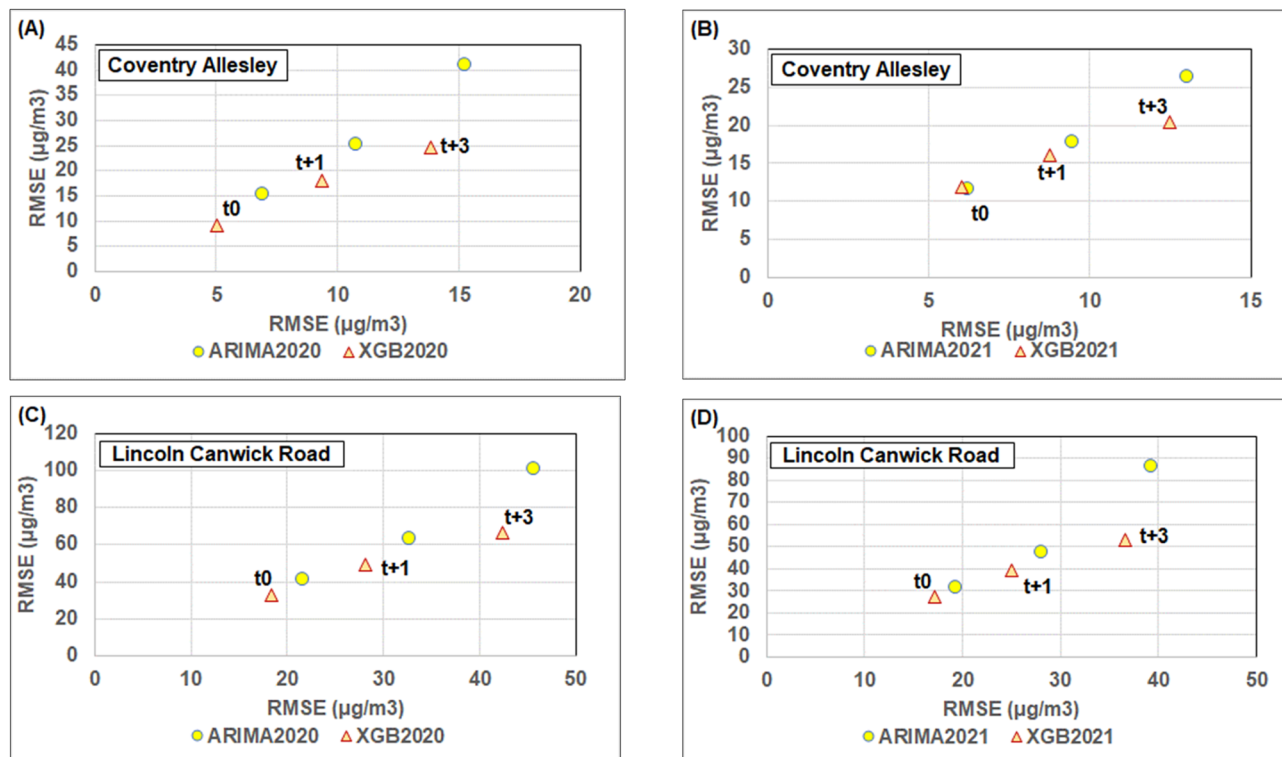 (A)
Coventry Allesley
RMSE (µg/m3)
45
40
35
30
25
20
15
10
5
0
t0
t+1
t+3
0 5 10 15 20
RMSE (µg/m3)
ARIMA2020 XGB2020
(B)
Coventry Allesley
RMSE (µg/m3)
30
25
20
15
10
5
0
t+3
t+1
t0
0 5 10 15
RMSE (µg/m3)
ARIMA2021 XGB2021
(C)
Lincoln Canwick Road
RMSE (µg/m3)
120
100
80
60
40
20
0
t+3
t0
t+1
0 10 20 30 40 50
RMSE (µg/m3)
ARIMA2020 XGB2020
(D)
Lincoln Canwick Road
RMSE (µg/m3)
100
90
80
70
60
50
40
30
20
10
0
t+3
t0
t+1
0 10 20 30 40 50
RMSE (µg/m3)
ARIMA2021 XGB2021